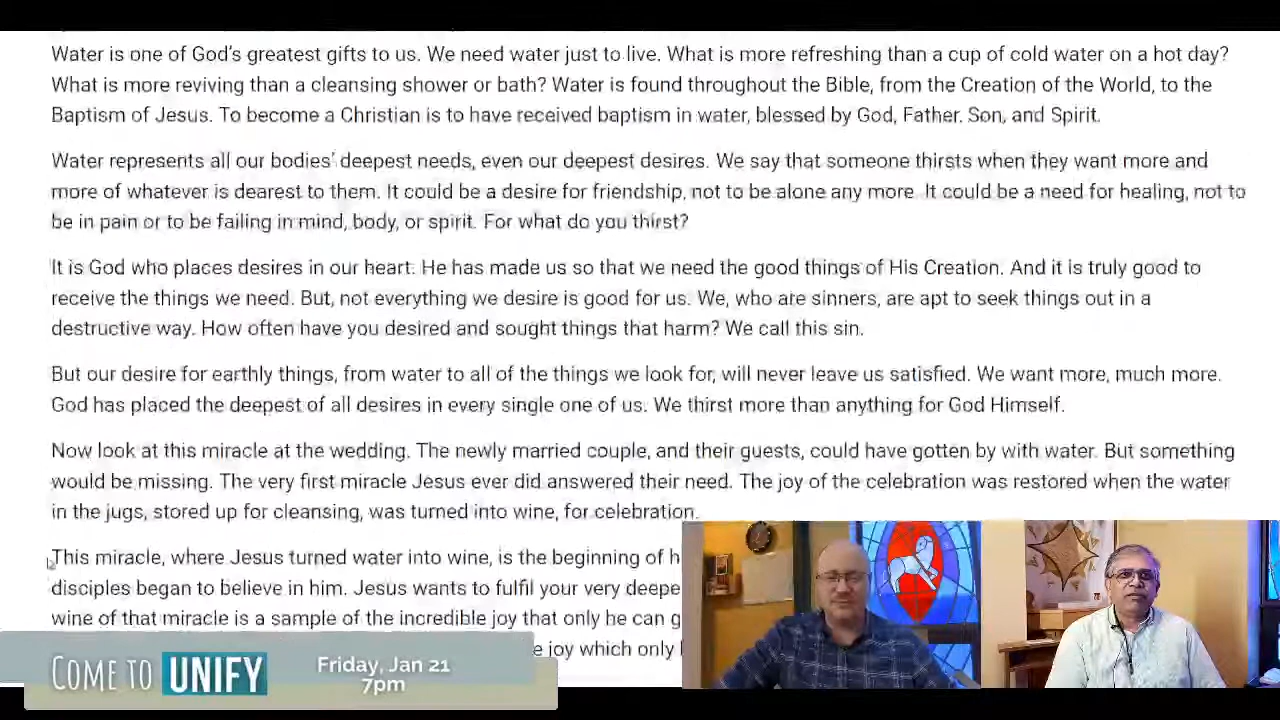 Water is one of God's greatest gifts to us. We need water just to live. What is more refreshing than a cup of cold water on a hot day?
What is more reviving than a cleansing shower or bath? Water is found throughout the Bible, from the Creation of the World, to the
Baptism of Jesus. To become a Christian is to have received baptism in water, blessed by God, Father. Son, and Spirit.
Water represents all our bodies' deepest needs, even our deepest desires. We say that someone thirsts when they want more and
more of whatever is dearest to them. It could be a desire for friendship, not to be alone any more. It could be a need for healing, not to
be in pain or to be failing in mind, body, or spirit. For what do you thirst?
It is God who places desires in our heart. He has made us so that we need the good things of His Creation. And it is truly good to
receive the things we need. But, not everything we desire is good for us. We, who are sinners, are apt to seek things out in a
destructive way. How often have you desired and sought things that harm? We call this sin.
But our desire for earthly things, from water to all of the things we look for, will never leave us satisfied. We want more, much more.
God has placed the deepest of all desires in every single one of us. We thirst more than anything for God Himself.
Now look at this miracle at the wedding. The newly married couple, and their guests, could have gotten by with water. But something
would be missing. The very first miracle Jesus ever did answered their need. The joy of the celebration was restored when the water
in the jugs, stored up for cleansing, was turned into wine, for celebration.
This miracle, where Jesus turned water into wine, is the beginning of h
disciples began to believe in him. Jesus wants to fulfil your very deepe
wine of that miracle is a sample of the incredible joy that only he can g
e joy which only
COME TO UNIFY
Friday, Jan 21
7pm